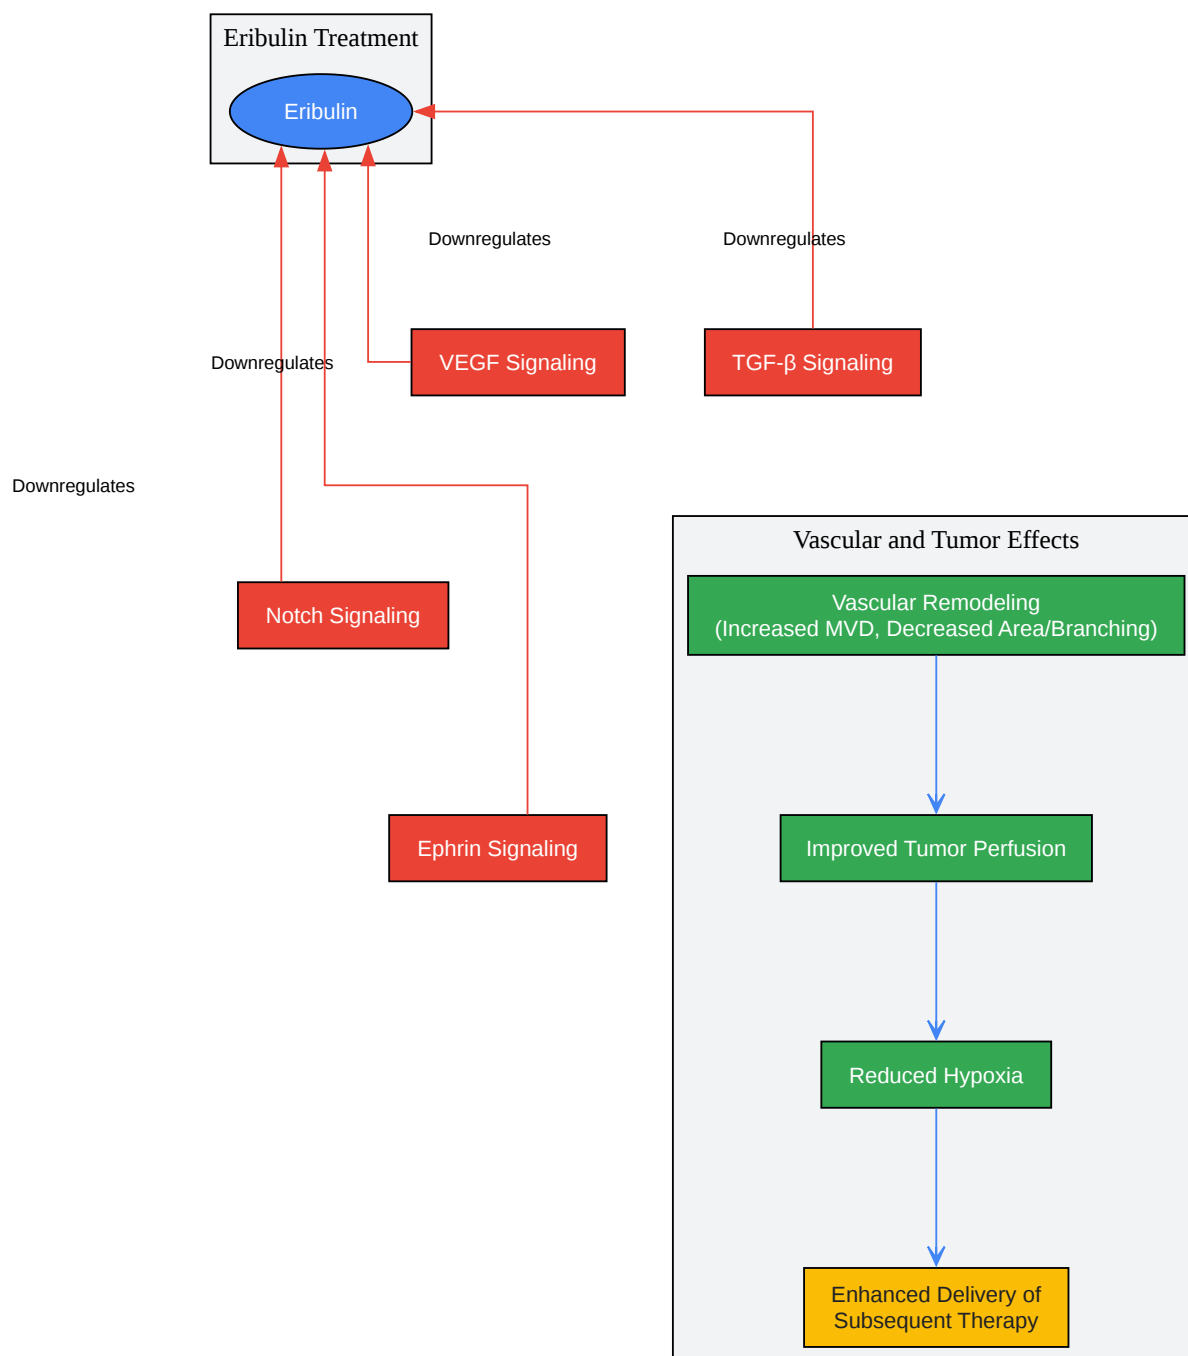 Eribulin Treatment
Eribulin
Downregulates
Downregulates
Downregulates
VEGF Signaling
TGF-β Signaling
Downregulates
Notch Signaling
Ephrin Signaling
Vascular and Tumor Effects
Vascular Remodeling
(Increased MVD, Decreased Area/Branching)
Improved Tumor Perfusion
Reduced Hypoxia
Enhanced Delivery of
Subsequent Therapy